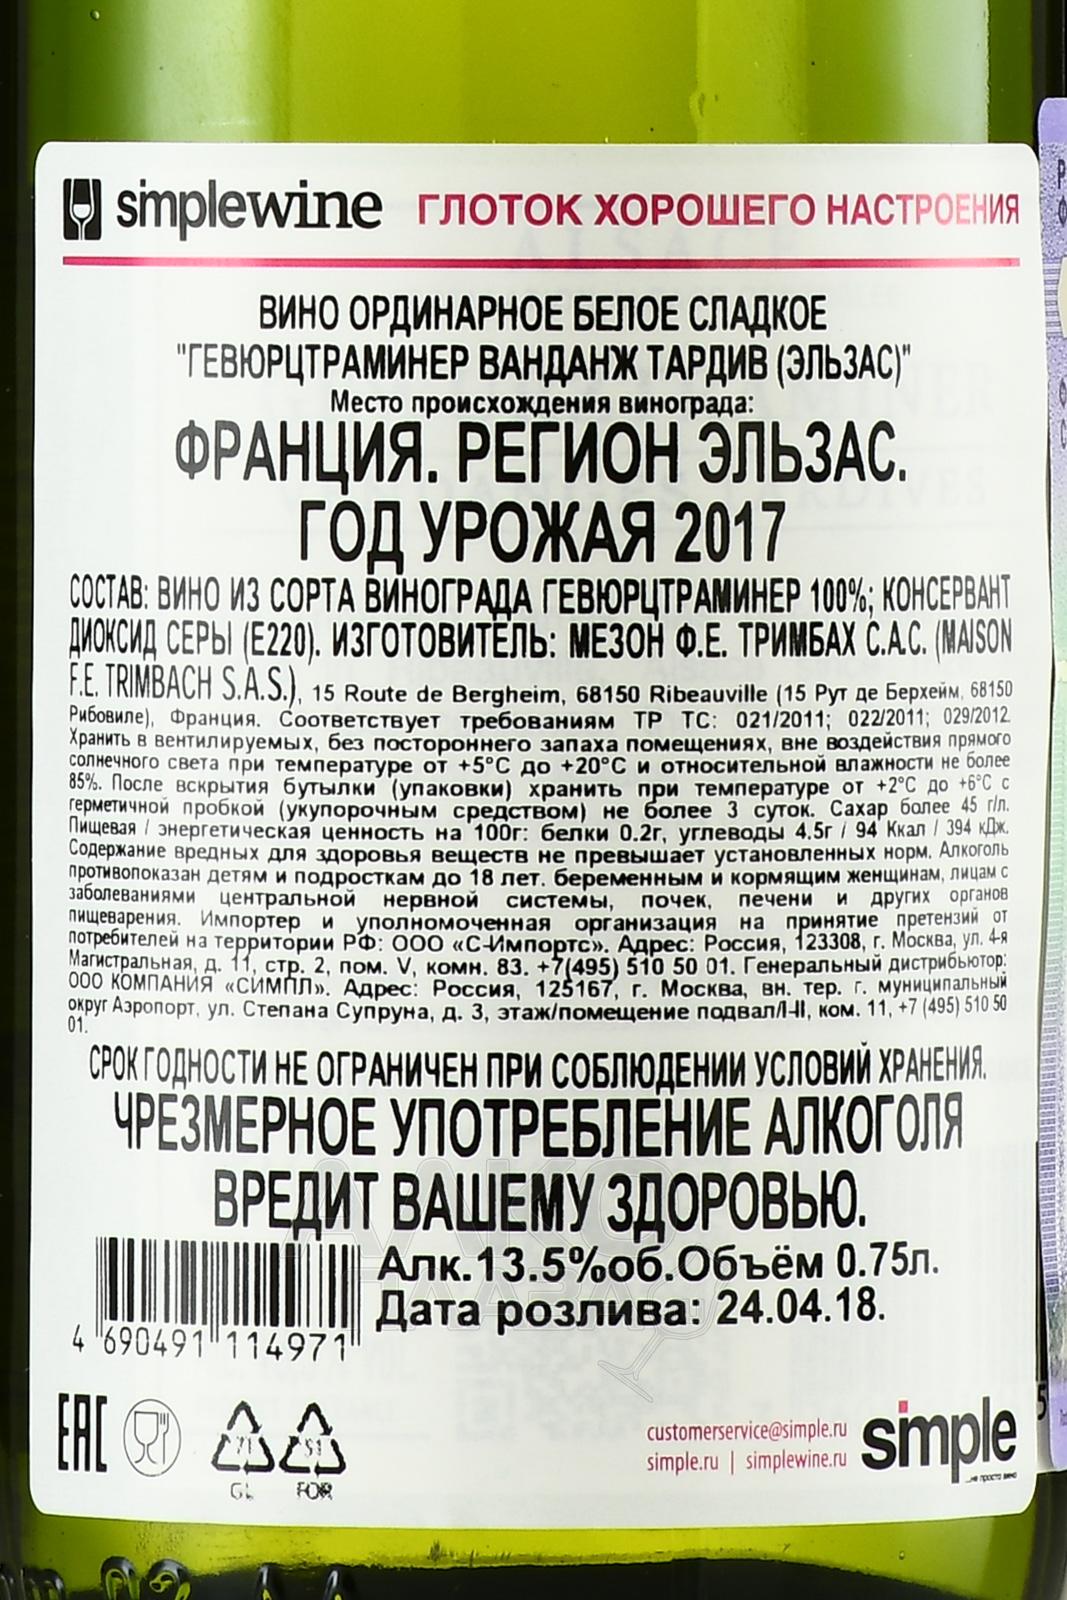 simplewine ГЛОТОК ХОРОШЕГО НАСТРОЕНИЯ
ВИНО ОРДИНАРНОЕ БЕЛОЕ СЛАДКОЕ
"ГЕВЮРЦТРАМИНЕР ВАНДАНЖ ТАРДИВ (ЭЛЬЗАС)"
Место происхождения винограда:
ФРАНЦИЯ. РЕГИОН ЭЛЬЗАС.
ГОД УРОЖАЯ 2017
СОСТАВ: ВИНО ИЗ СОРТА ВИНОГРАДА ГЕВЮРЦТРАМИНЕР 100%; КОНСЕРВАНТ
ДИОКСИД СЕРЫ (Е220). ИЗГОТОВИТЕЛЬ: МЕЗОН Ф.Е. ТРИМБАХ С.А.С. (MAISON
F.E. TRIMBACH S.A.S.), 15 Route de Bergheim, 68150 Ribeauville (15 Рут де Берхейм, 68150
Рибовиле), Франция. Соответствует требованиям ТР ТС: 021/2011; 022/2011; 029/2012.
Хранить в вентилируемых, без постороннего запаха помещениях, вне воздействия прямого
солнечного света при температуре от +5°С до +20°С и относительной влажности не более
85%. После вскрытия бутылки (упаковки) хранить при температуре от +2°С до +6°С с
герметичной пробкой (укупорочным средством) не более 3 суток. Сахар более 45 г/л.
Пищевая / энергетическая ценность на 100г: белки 0.2г, углеводы 4.5г / 94 Ккал / 394 кДж.
Содержание вредных для здоровья веществ не превышает установленных норм. Алкоголь
противопоказан детям и подросткам до 18 лет. беременным и кормящим женщинам, лицам с
заболеваниями центральной нервной системы, почек, печени и других органов
пищеварения. Импортер и уполномоченная организация на принятие претензий от
потребителей на территории РФ: ООО «С-Импортс». Адрес: Россия, 123308, г. Москва, ул. 4-я
Магистральная, д. 11, стр. 2, пом. V, комн. 83. +7(495) 510 50 01. Генеральный дистрибьютор:
ООО КОМПАНИЯ «СИМПЛ». Адрес: Россия, 125167, г. Москва, вн. тер. г. муниципальный
округ Аэропорт, ул. Степана Супруна, д. 3, этаж/помещение подвал/I-II, ком. 11, +7 (495) 510 50
01.
СРОК ГОДНОСТИ НЕ ОГРАНИЧЕН ПРИ СОБЛЮДЕНИИ УСЛОВИЙ ХРАНЕНИЯ.
ЧРЕЗМЕРНОЕ УПОТРЕБЛЕНИЕ АЛКОГОЛЯ
ВРЕДИТ ВАШЕМУ ЗДОРОВЬЮ.
Алк.13.5%об.Объём 0.75л.
Дата розлива: 24.04.18.
4 690491 114971
EAC
71 51
GL FOR
customerservice@simple.ru
simple.ru | simplewine.ru
simple
...не просто вино